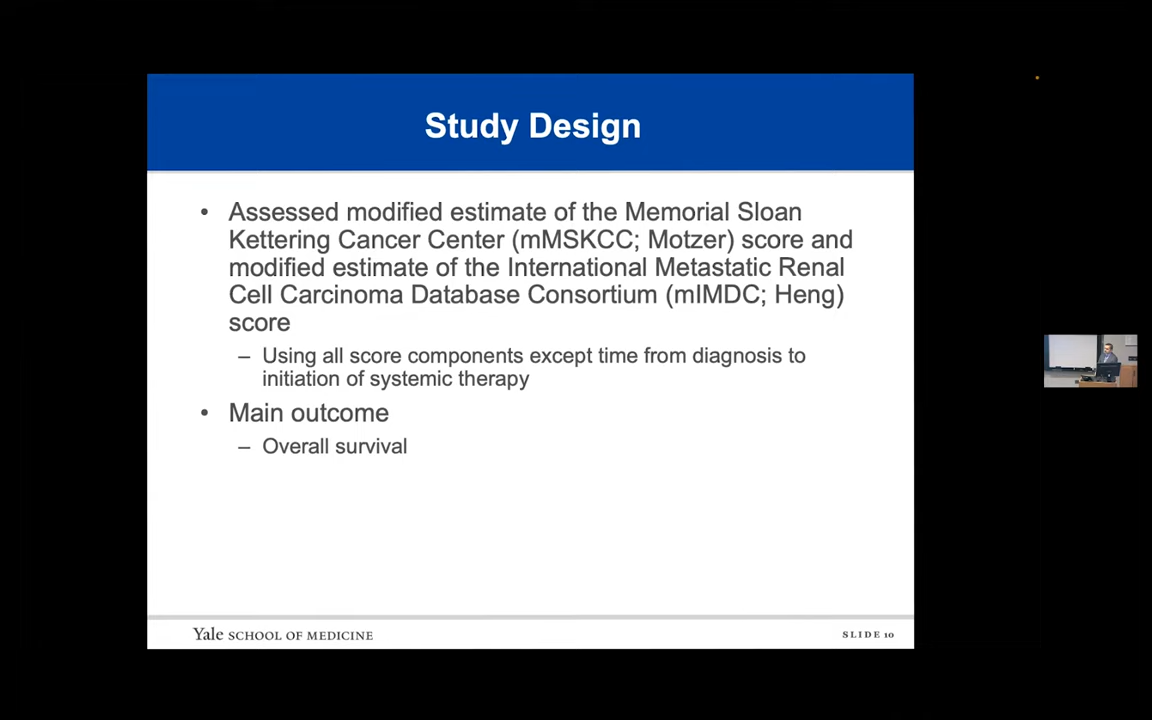 Study Design
• Assessed modified estimate of the Memorial Sloan
Kettering Cancer Center (mMSKCC; Motzer) score and
modified estimate of the International Metastatic Renal
Cell Carcinoma Database Consortium (mIMDC; Heng)
score
– Using all score components except time from diagnosis to
initiation of systemic therapy
• Main outcome
– Overall survival
Yale SCHOOL OF MEDICINE
SLIDE 10